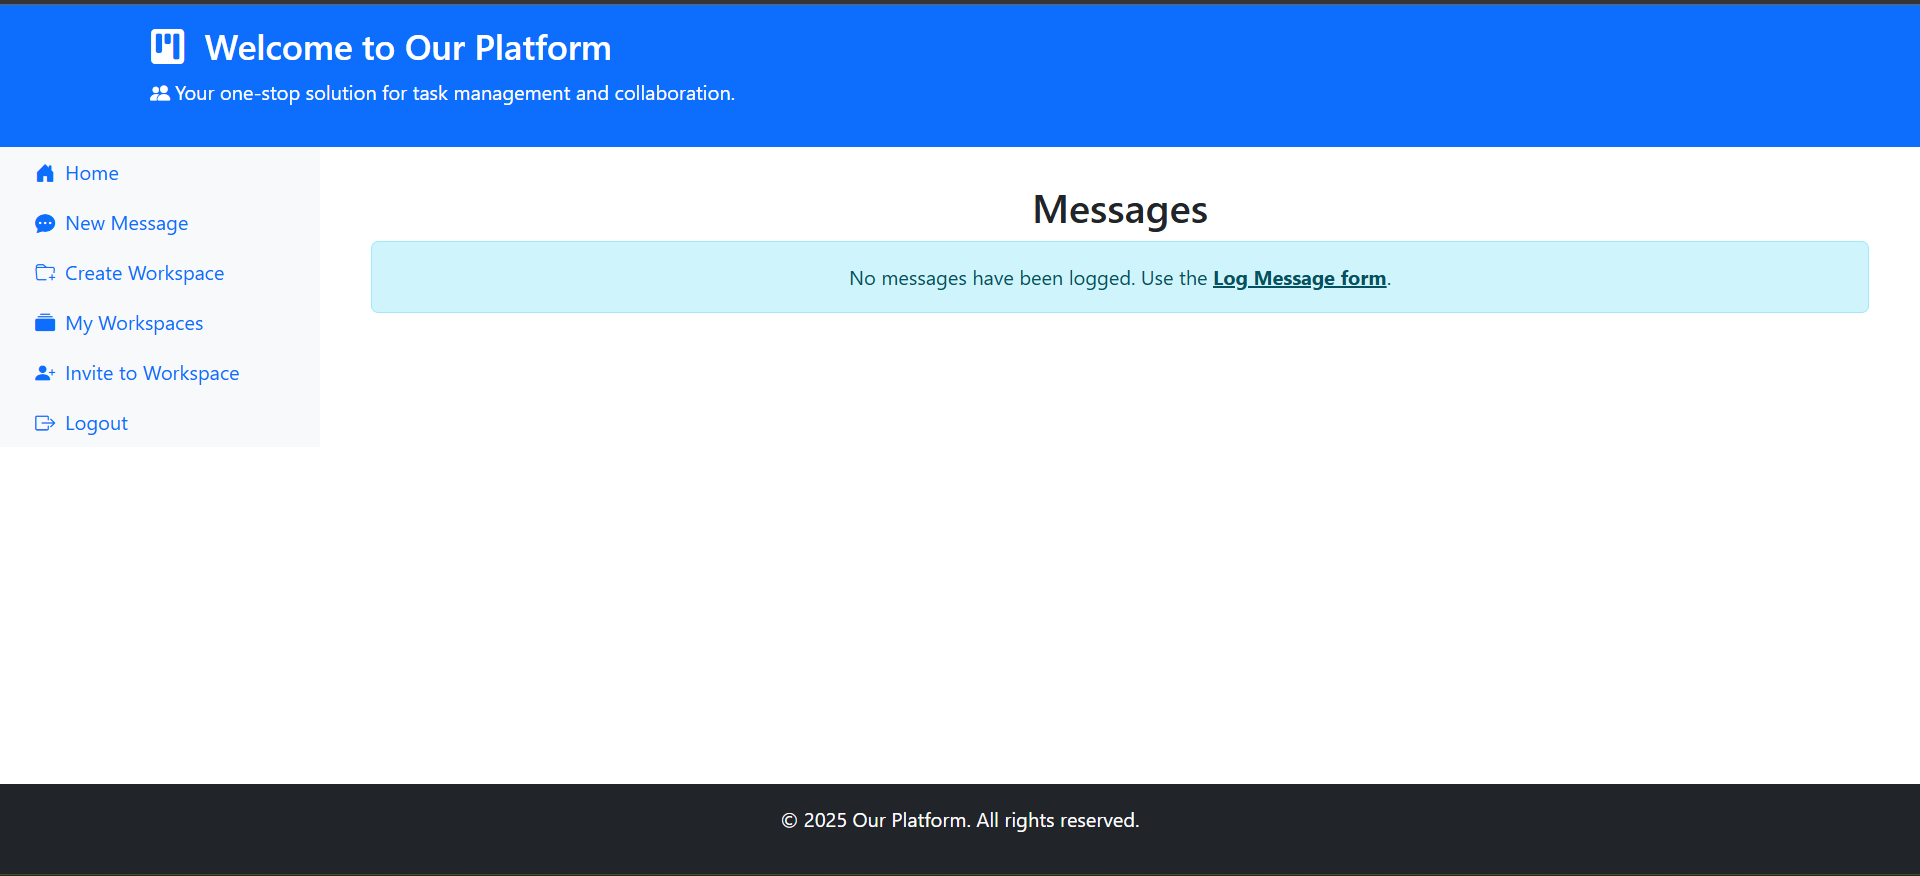 Welcome to Our Platform
Your one-stop solution for task management and collaboration.
Home
New Message
Create Workspace
My Workspaces
Invite to Workspace
Logout
Messages
No messages have been logged. Use the Log Message form.
© 2025 Our Platform. All rights reserved.